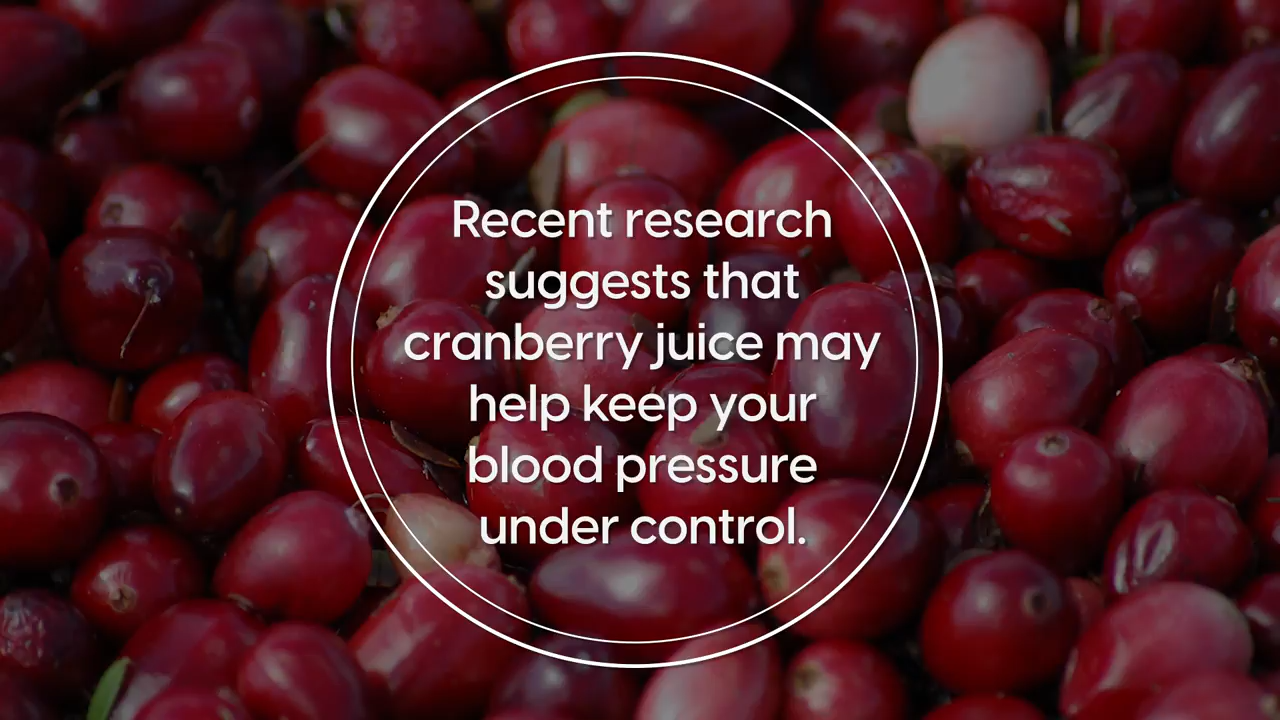 Recent research
suggests that
cranberry juice may
help keep your
blood pressure
under control.